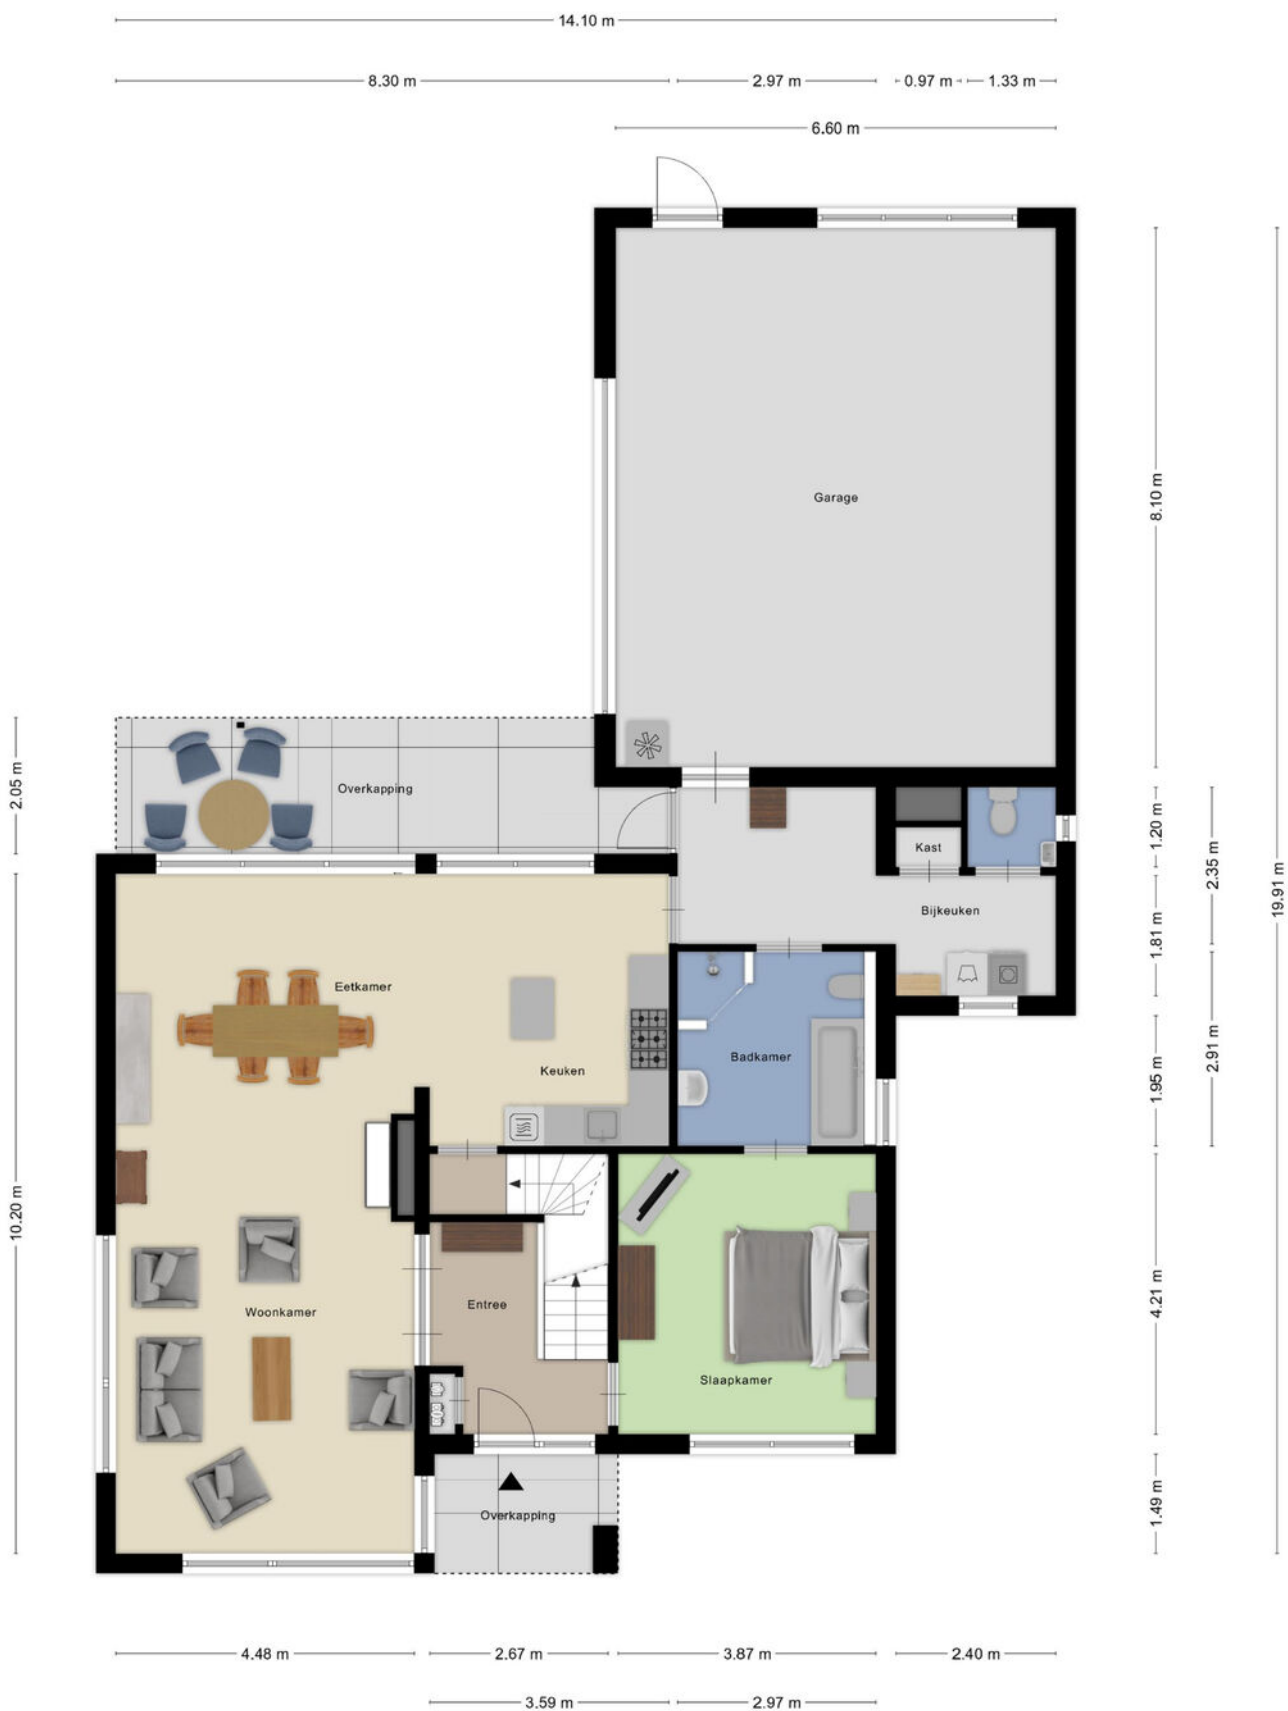 14.10 m
8.30 m
2.97 m
0.97 m
1.33 m
6.60 m
Garage
8.10 m
19.91 m
2.05 m
Overkapping
1.20 m
2.35 m
Kast
Bijkeuken
1.81 m
Eetkamer
Keuken
Badkamer
1.95 m
2.91 m
10.20 m
Woonkamer
Entree
Slaapkamer
4.21 m
Overkapping
1.49 m
4.48 m
2.67 m
3.87 m
2.40 m
3.59 m
2.97 m